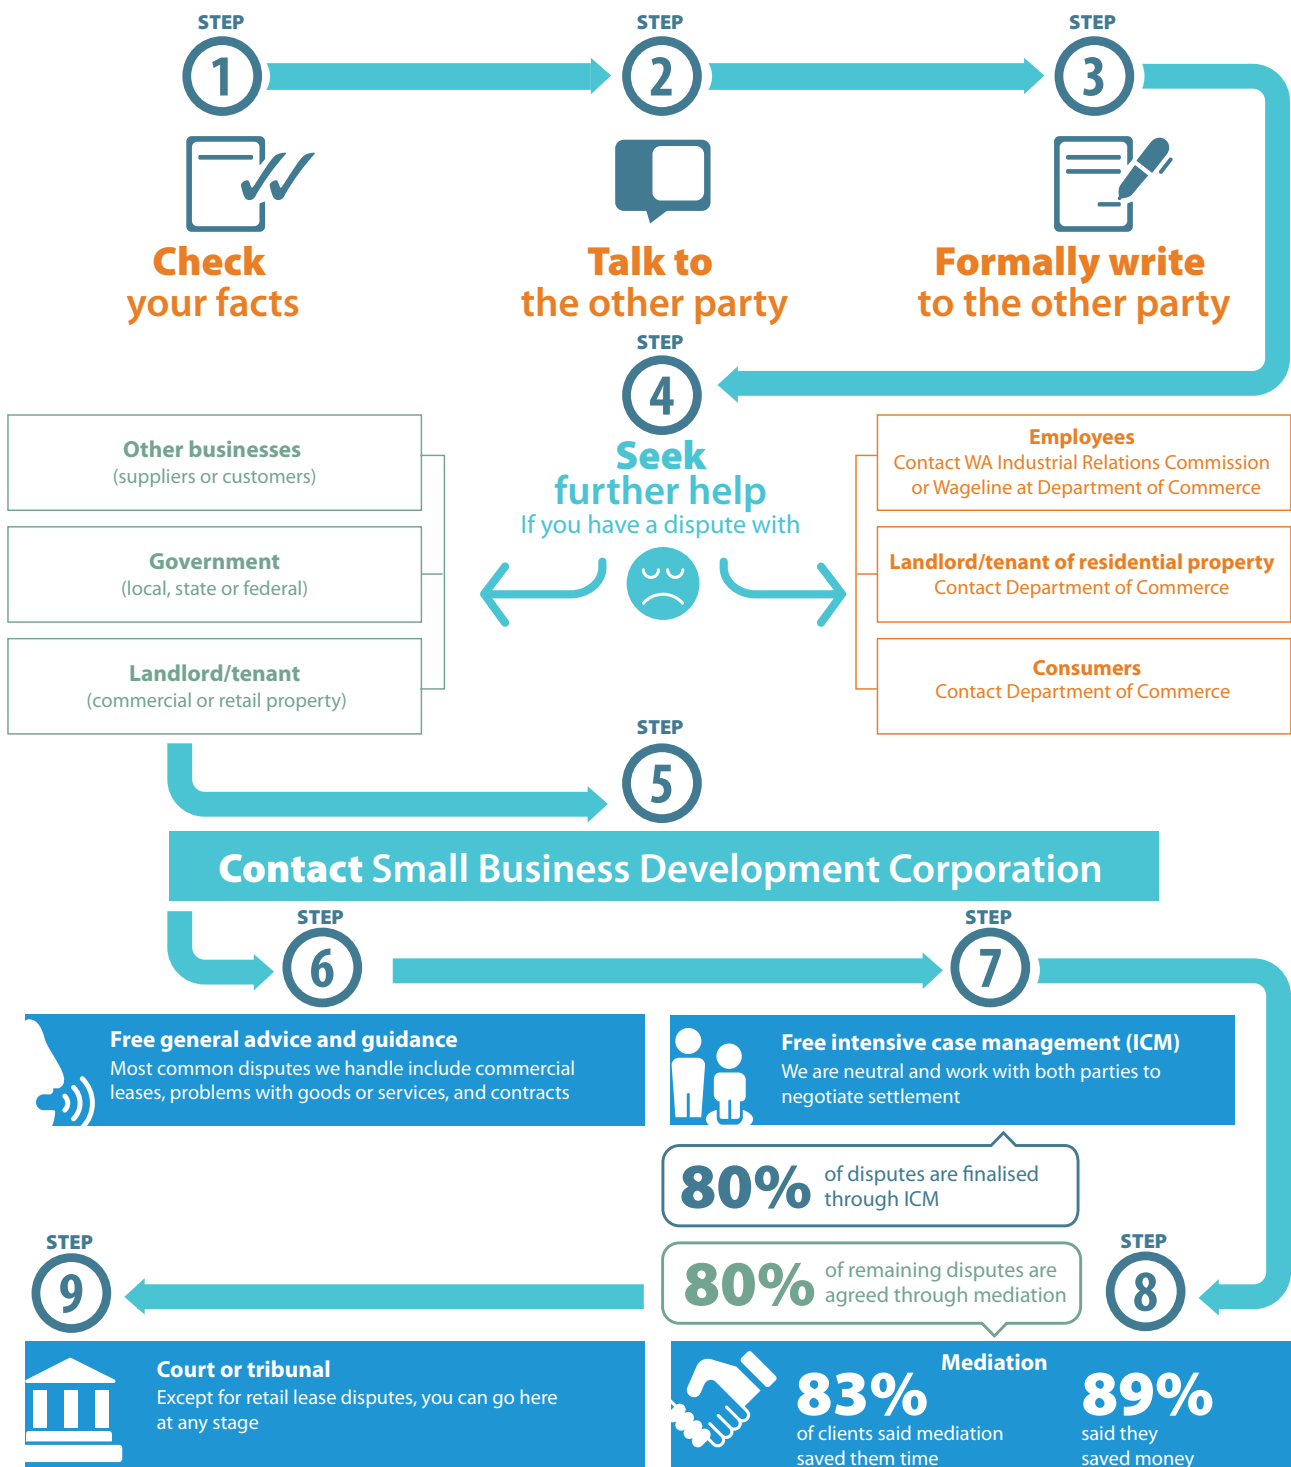 STEP
1
STEP
2
STEP
3
Check
your facts
Talk to
the other party
Formally write
to the other party
STEP
4
Seek
further help
If you have a dispute with
Other businesses
(suppliers or customers)
Government
(local, state or federal)
Landlord/tenant
(commercial or retail property)
Employees
Contact WA Industrial Relations Commission
or Wageline at Department of Commerce
Landlord/tenant of residential property
Contact Department of Commerce
Consumers
Contact Department of Commerce
STEP
5
Contact Small Business Development Corporation
STEP
6
STEP
7
Free general advice and guidance
Most common disputes we handle include commercial
leases, problems with goods or services, and contracts
Free intensive case management (ICM)
We are neutral and work with both parties to
negotiate settlement
80%
of disputes are finalised
through ICM
80%
of remaining disputes are
agreed through mediation
STEP
8
Mediation
83%
of clients said mediation
saved them time
89%
said they
saved money
STEP
9
Court or tribunal
Except for retail lease disputes, you can go here
at any stage